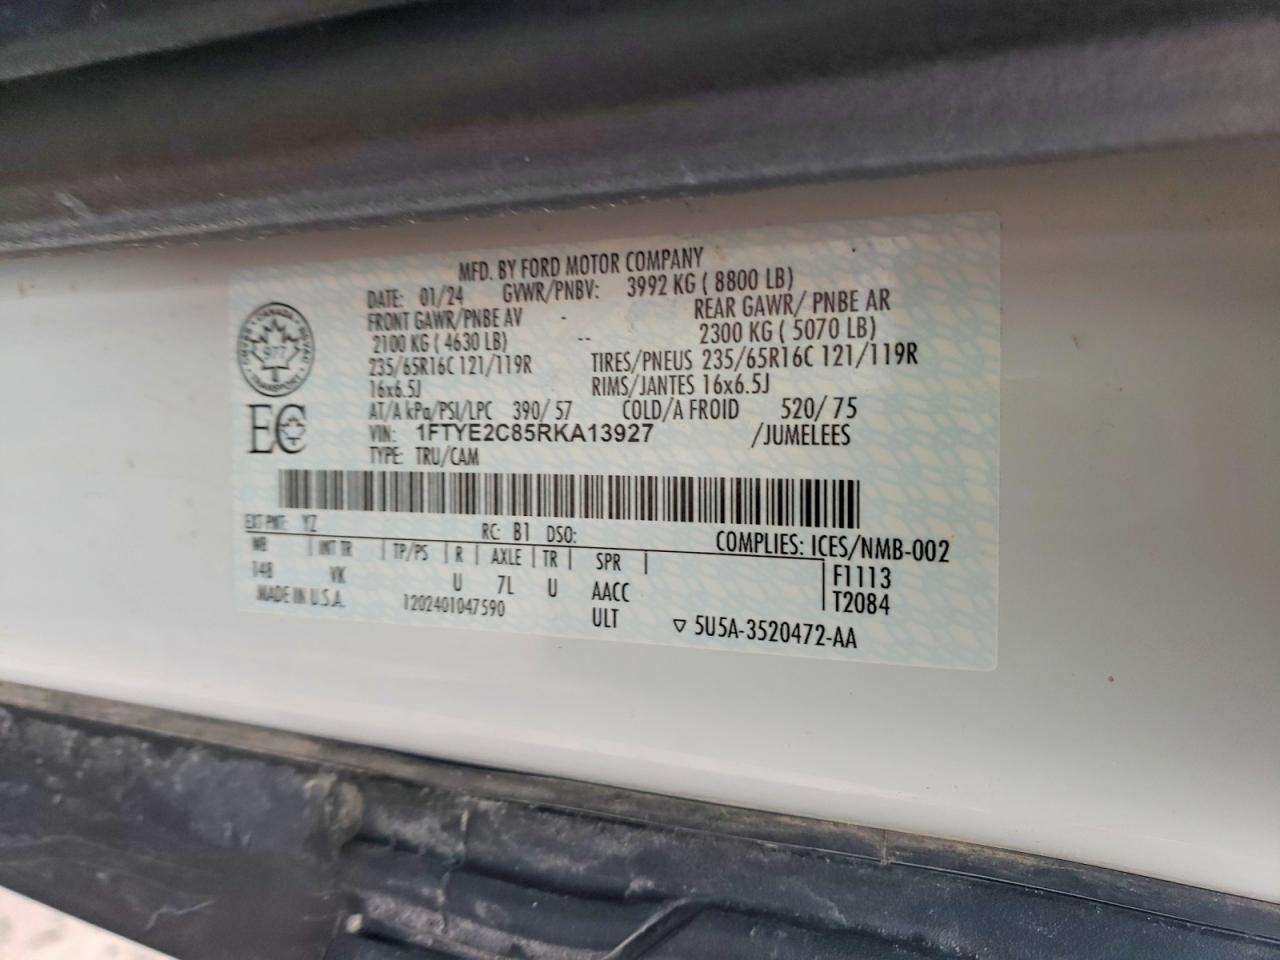 MFD. BY FORD MOTOR COMPANY
DATE: 01/24 GVWR/PNBV: 3992 KG ( 8800 LB)
FRONT GAWR/PNBE AV - REAR GAWR/ PNBE AR
2100 KG ( 4630 LB) -- 2300 KG ( 5070 LB)
235/65R16C 121/119R TIRES/PNEUS 235/65R16C 121/119R
16x6.5J RIMS/JANTES 16x6.5J
AT/A kPa/PSI/LPC 390/ 57 COLD/A FROID 520/ 75
VIN: 1FTYE2C85RKA13927 /JUMELEES
TYPE: TRU/CAM
CANADA
977
TRANSPORT
EC
EXT PNT: YZ RC: B1 DSO: COMPLIES: ICES/NMB-002
WB | INT TR | TP/PS | R | AXLE | TR | SPR | F1113
148 VK U 7L U AACC T2084
MADE IN U.S.A. 1202401047590 ULT ▽ 5U5A-3520472-AA